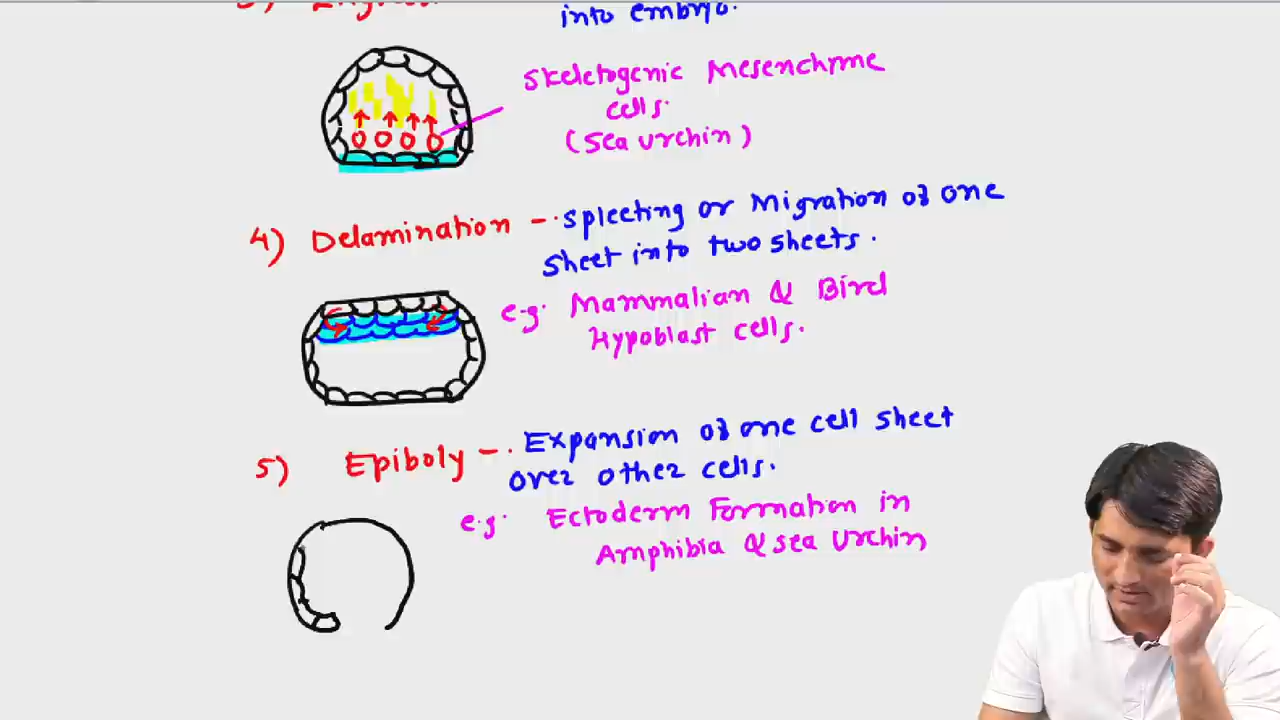 3)
into embryo.
Skeletogenic Mesenchyme
cells.
(Sea urchin)
4) Delamination - Splecting or Migration of one
sheet into two sheets.
e.g. Mammalian & Bird
Hypoblast cells.
5) Epiboly - Expansion of one cell sheet
over other cells.
e.g. Ectoderm Formation in
Amphibia & sea Urchin